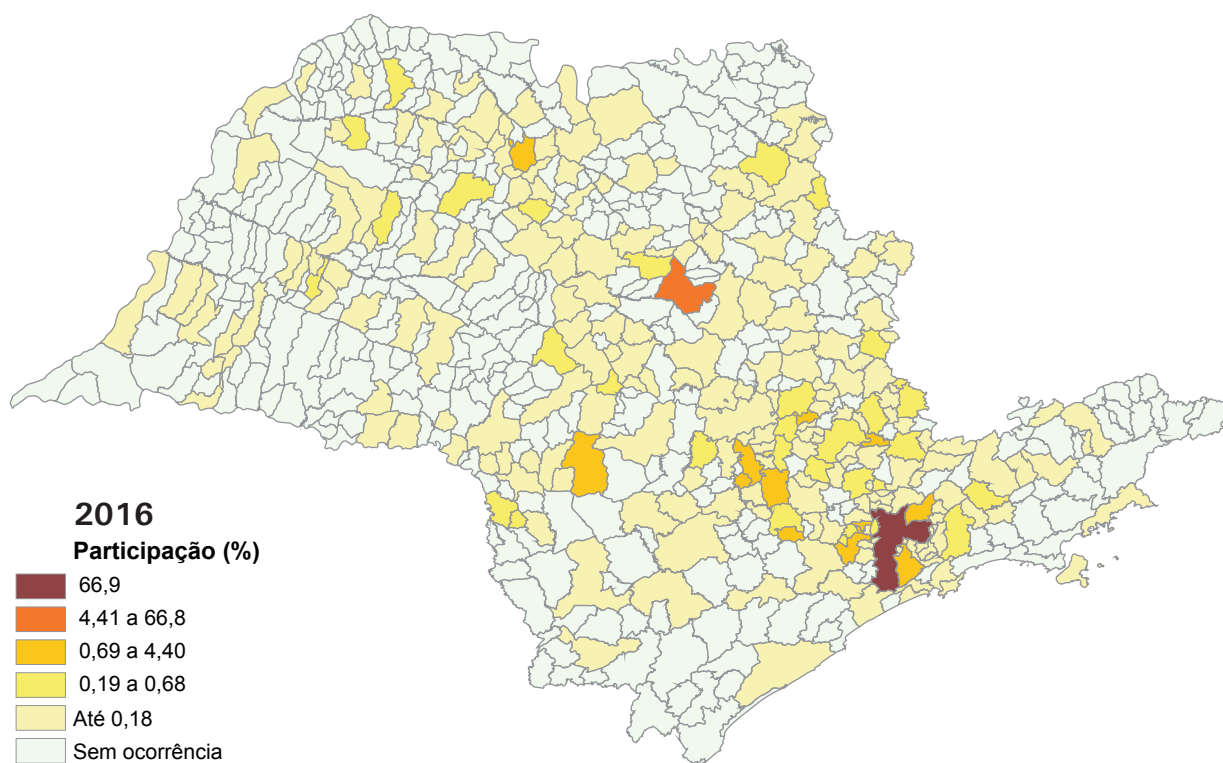 2016
Participação (%)
66,9
4,41 a 66,8
0,69 a 4,40
0,19 a 0,68
Até 0,18
Sem ocorrência